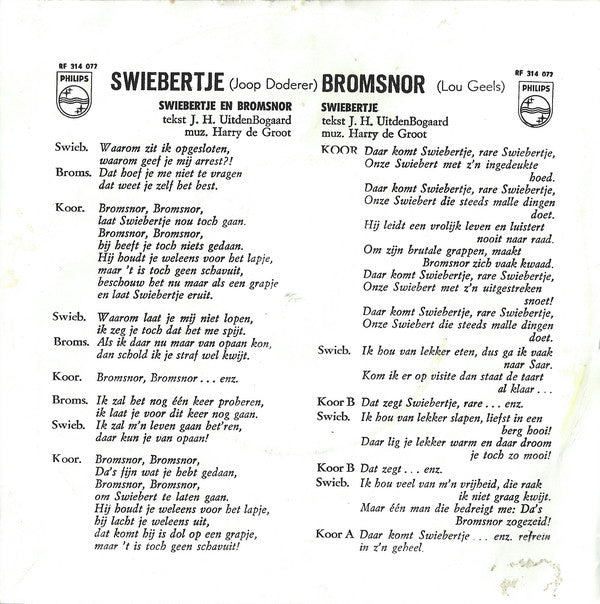 RF 314 077
RF 314 077
PHILIPS
PHILIPS
SWIEBERTJE (Joop Doderer) BROMSNOR (Lou Geels)
SWIEBERTJE EN BROMSNOR
tekst J. H. UitdenBogaard
muz. Harry de Groot
Swieb. Waarom zit ik opgesloten,
waarom geef je mij arrest?!
Broms. Dat hoef je me niet te vragen
dat weet je zelf het best.
Koor. Bromsnor, Bromsnor,
laat Swiebertje nou toch gaan.
Bromsnor, Bromsnor,
hij heeft je toch niets gedaan.
Hij houdt je weleens voor het lapje,
maar 't is toch geen schavuit,
beschouw het nu maar als een grapje
en laat Swiebertje eruit.
Swieb. Waarom laat je mij niet lopen,
ik zeg je toch dat het me spijt.
Broms. Als ik daar nu maar van opaan kon,
dan schold ik je straf wel kwijt.
Koor. Bromsnor, Bromsnor ... enz.
Broms. Ik zal het nog één keer proberen,
ik laat je voor dit keer nog gaan.
Swieb. Ik zal m'n leven gaan bet'ren,
daar kun je van opaan!
Koor. Bromsnor, Bromsnor,
Da's fijn wat je hebt gedaan,
Bromsnor, Bromsnor,
om Swiebert te laten gaan.
Hij houdt je weleens voor het lapje,
hij lacht je weleens uit,
dat komt hij is dol op een grapje,
maar 't is toch geen schavuit!
SWIEBERTJE
tekst J. H. UitdenBogaard
muz. Harry de Groot
KOOR Daar komt Swiebertje, rare Swiebertje,
Onze Swiebert met z'n ingedeukte
hoed.
Daar komt Swiebertje, rare Swiebertje,
Onze Swiebert die steeds malle dingen
doet.
Hij leidt een vrolijk leven en luistert
nooit naar raad.
Om zijn brutale grappen, maakt
Bromsnor zich vaak kwaad.
Daar komt Swiebertje, rare Swiebertje,
Onze Swiebert met z'n uitgestreken
snoet!
Daar komt Swiebertje, rare Swiebertje,
Onze Swiebert die steeds malle dingen
doet.
Swieb. Ik hou van lekker eten, dus ga ik vaak
naar Saar.
Kom ik er op visite dan staat de taart
al klaar ...
Koor B Dat zegt Swiebertje, rare ... enz.
Swieb. Ik hou van lekker slapen, liefst in een
berg hooi!
Daar lig je lekker warm en daar droom
je toch zo mooi!
Koor B Dat zegt ... enz.
Swieb. Ik hou veel van m'n vrijheid, die raak
ik niet graag kwijt.
Maar één man die bedreigt me: Da's
Bromsnor zogezeid!
Koor A Daar komt Swiebertje ... enz. refrein
in z'n geheel.